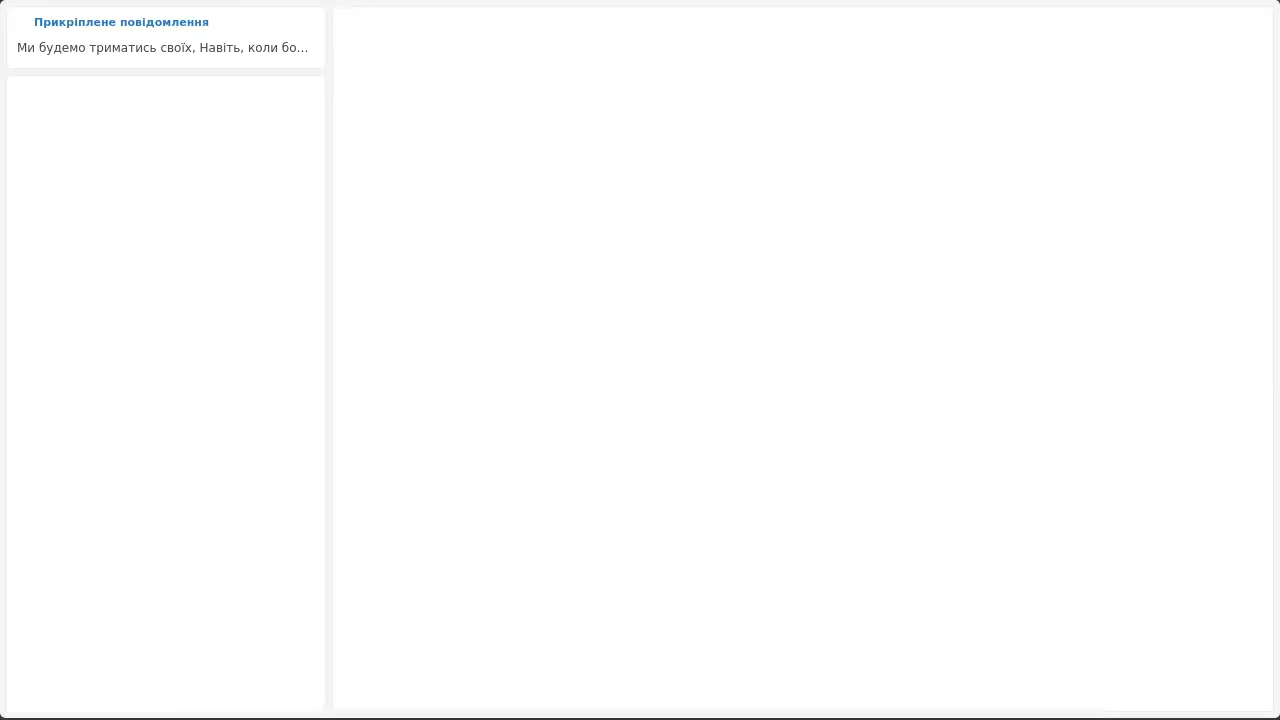 Прикріплене повідомлення
Ми будемо триматись своїх, Навіть, коли бо...